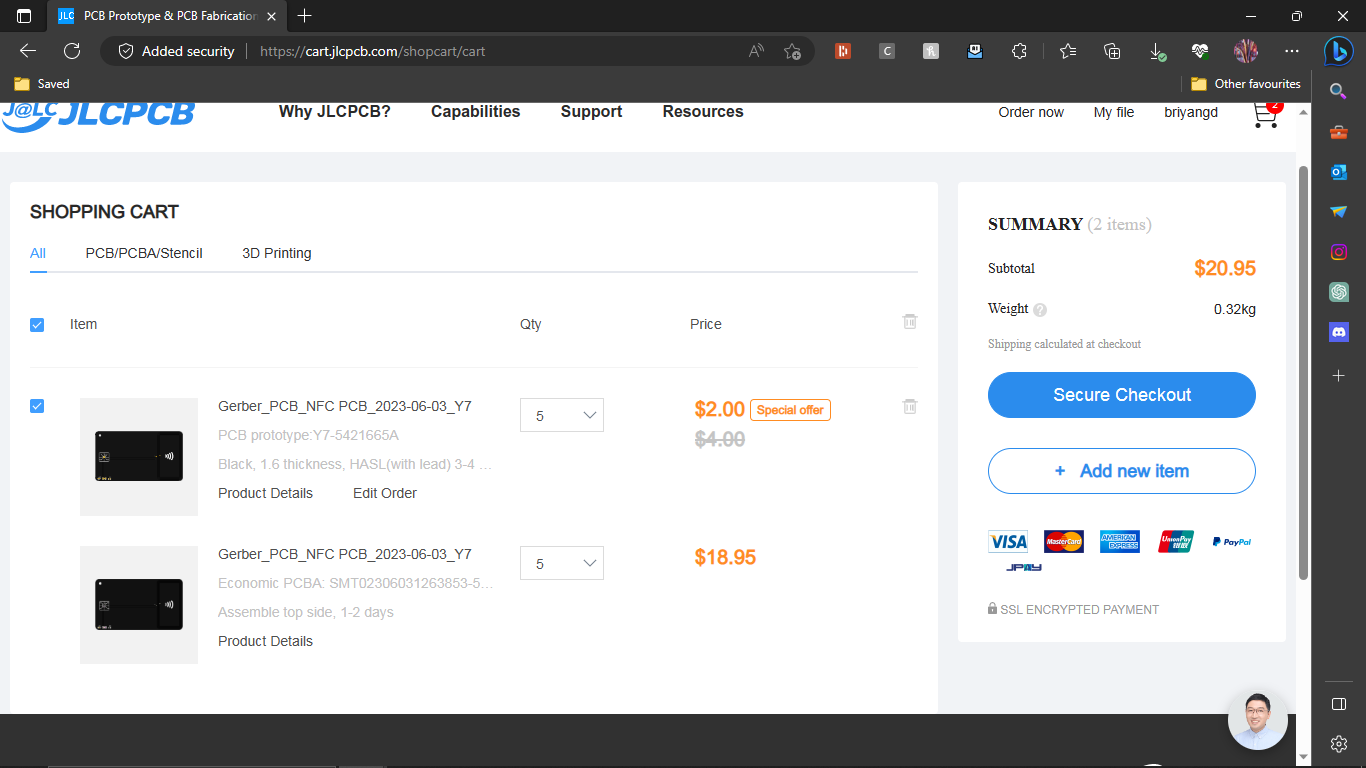 JLC PCB Prototype & PCB Fabrication
Added security
https://cart.jlcpcb.com/shopcart/cart
Saved
Other favourites
J@LC JLCPCB
Why JLCPCB?
Capabilities
Support
Resources
Order now
My file
briyangd
2
SHOPPING CART
All
PCB/PCBA/Stencil
3D Printing
Item
Qty
Price
Gerber_PCB_NFC PCB_2023-06-03_Y7
PCB prototype:Y7-5421665A
Black, 1.6 thickness, HASL(with lead) 3-4 ...
Product Details
Edit Order
5
$2.00
Special offer
$4.00
Gerber_PCB_NFC PCB_2023-06-03_Y7
Economic PCBA: SMT02306031263853-5...
Assemble top side, 1-2 days
Product Details
5
$18.95
SUMMARY (2 items)
Subtotal
$20.95
Weight ?
0.32kg
Shipping calculated at checkout
Secure Checkout
+ Add new item
VISA
MasterCard
AMERICAN EXPRESS
UnionPay
PayPal
JPAY
SSL ENCRYPTED PAYMENT